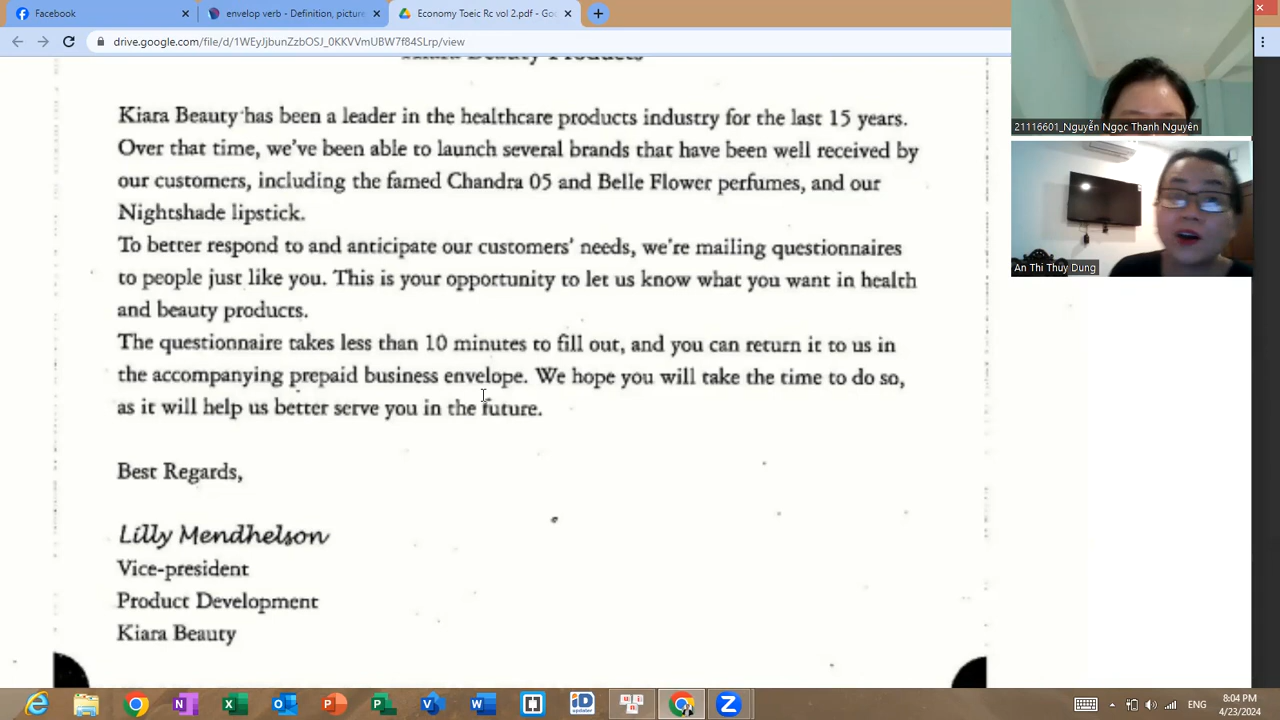 Facebook
envelop verb - Definition, picture
Economy Toeic Rc vol 2.pdf - Goo
drive.google.com/file/d/1WEyJjbunZzbOSJ_0KKVVmUBW7f84SLrp/view
Kiara Beauty Products
Kiara Beauty has been a leader in the healthcare products industry for the last 15 years.
Over that time, we've been able to launch several brands that have been well received by
our customers, including the famed Chandra 05 and Belle Flower perfumes, and our
Nightshade lipstick.
To better respond to and anticipate our customers' needs, we're mailing questionnaires
to people just like you. This is your opportunity to let us know what you want in health
and beauty products.
The questionnaire takes less than 10 minutes to fill out, and you can return it to us in
the accompanying prepaid business envelope. We hope you will take the time to do so,
as it will help us better serve you in the future.
Best Regards,
Lilly Mendhelson
Vice-president
Product Development
Kiara Beauty
21116601_Nguyễn Ngọc Thanh Nguyên
An Thi Thuy Dung
ENG
8:04 PM
4/23/2024